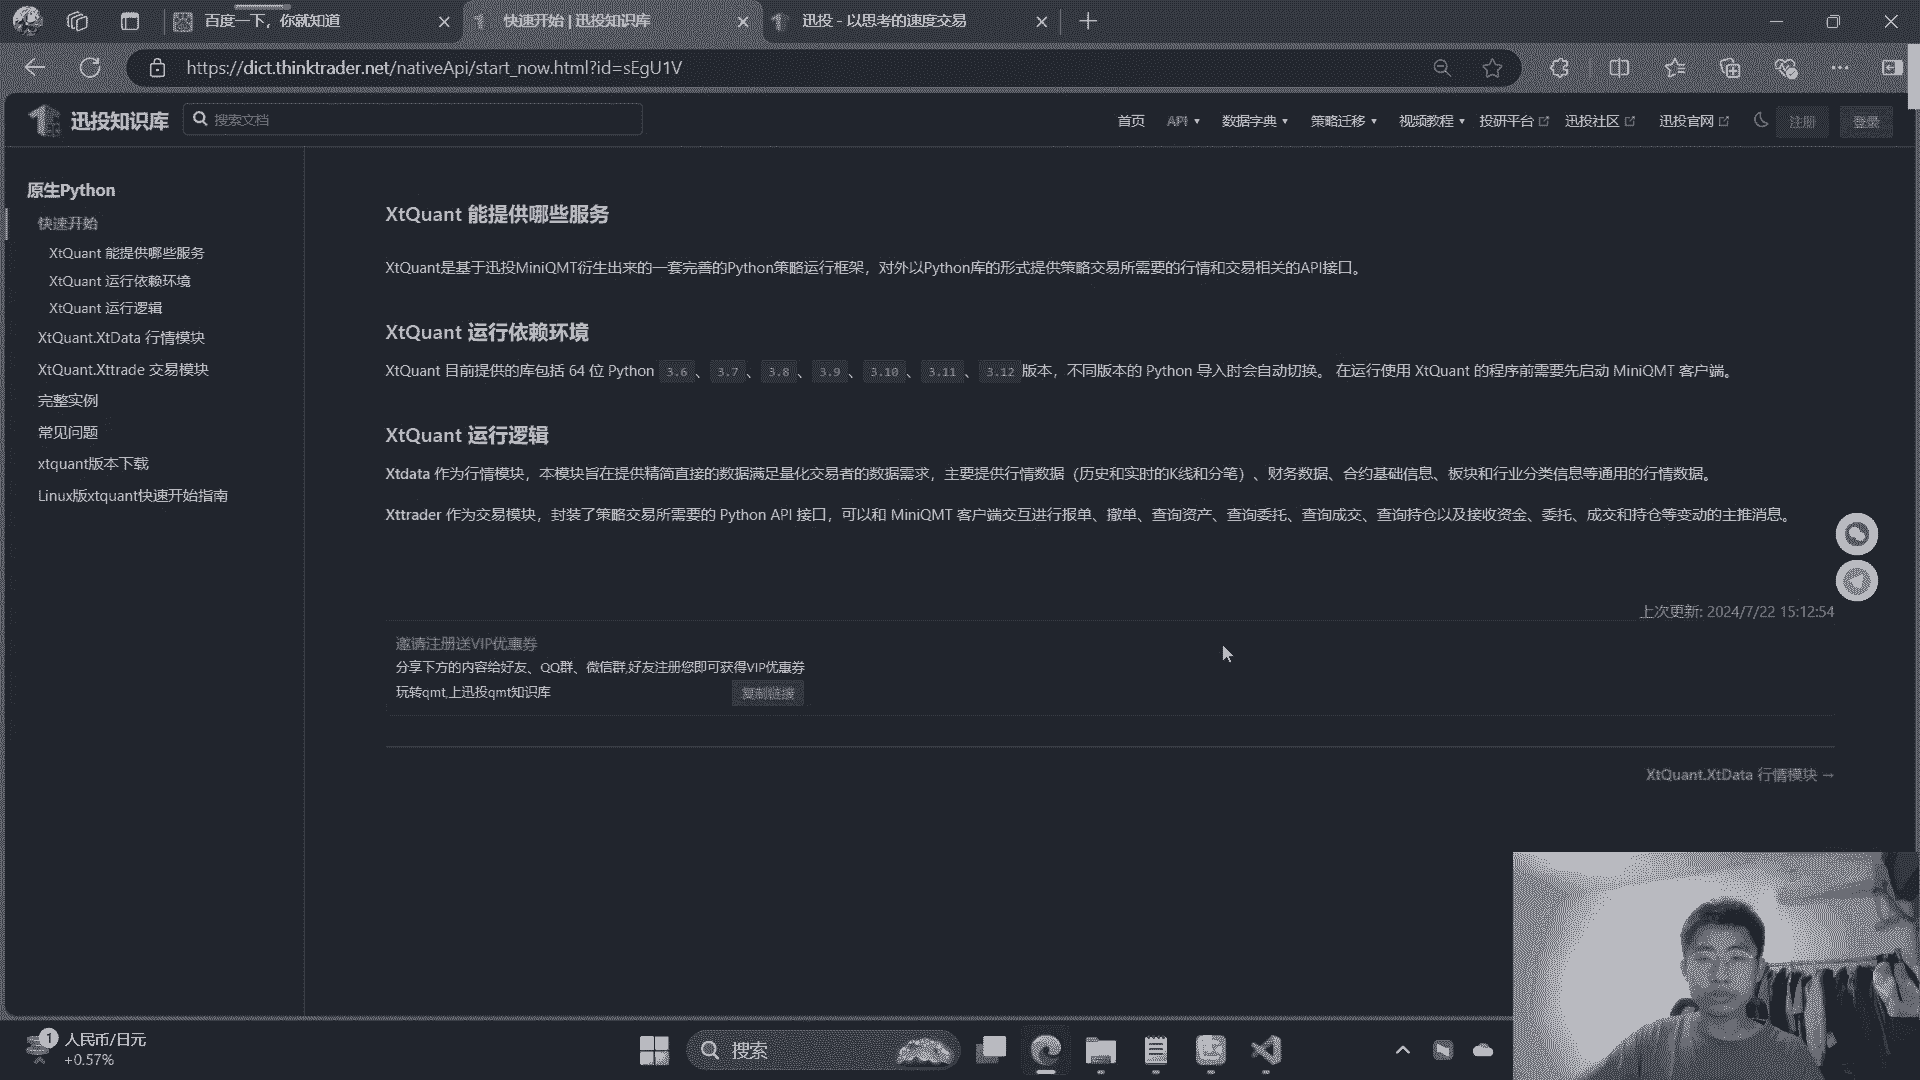 百度一下，你就知道
快速开始 | 迅投知识库
迅投 - 以思考的速度交易
https://dict.thinktrader.net/nativeApi/start_now.html?id=sEgU1V
迅投知识库
搜索文档
首页
API
数据字典
策略迁移
视频教程
投研平台
迅投社区
迅投官网
注册
登录
原生Python
快速开始
XtQuant 能提供哪些服务
XtQuant 运行依赖环境
XtQuant 运行逻辑
XtQuant.XtData 行情模块
XtQuant.Xttrade 交易模块
完整实例
常见问题
xtquant版本下载
Linux版xtquant快速开始指南
XtQuant 能提供哪些服务
XtQuant是基于迅投MiniQMT衍生出来的一套完善的Python策略运行框架，对外以Python库的形式提供策略交易所需要的行情和交易相关的API接口。
XtQuant 运行依赖环境
XtQuant 目前提供的库包括 64 位 Python 3.6、3.7、3.8、3.9、3.10、3.11、3.12版本，不同版本的 Python 导入时会自动切换。 在运行使用 XtQuant 的程序前需要先启动 MiniQMT 客户端。
XtQuant 运行逻辑
Xtdata 作为行情模块，本模块旨在提供精简直接的数据满足量化交易者的数据需求，主要提供行情数据（历史和实时的K线和分笔）、财务数据、合约基础信息、板块和行业分类信息等通用的行情数据。
Xttrader 作为交易模块，封装了策略交易所需要的 Python API 接口，可以和 MiniQMT 客户端交互进行报单、撤单、查询资产、查询委托、查询成交、查询持仓以及接收资金、委托、成交和持仓等变动的主推消息。
上次更新: 2024/7/22 15:12:54
邀请注册送VIP优惠券
分享下方的内容给好友、QQ群、微信群,好友注册您即可获得VIP优惠券
玩转qmt,上迅投qmt知识库
复制链接
XtQuant.XtData 行情模块 →
1
人民币/日元
+0.57%
搜索